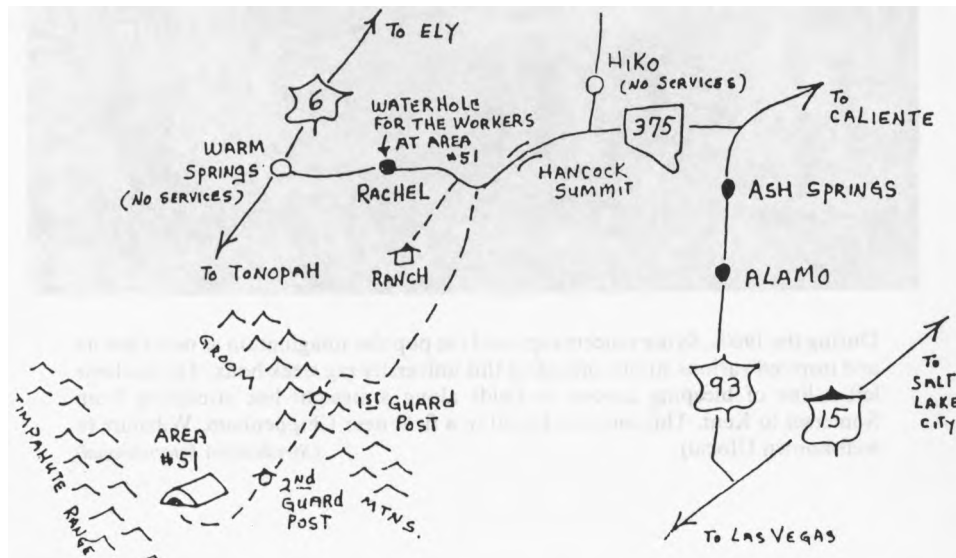 TO ELY
6
HIKO
(NO SERVICES)
WATERHOLE
FOR THE WORKERS
AT AREA
#51
375
TO
CALIENTE
WARM
SPRINGS
(NO SERVICES)
RACHEL
HANCOCK
SUMMIT
ASH SPRINGS
TO TONOPAH
RANCH
ALAMO
GROOM
MTNS.
1ST GUARD
POST
93
15
TO
SALT
LAKE
CITY
TIMPAHUTE
RANGE
AREA
#51
2ND
GUARD
POST
TO LAS VEGAS